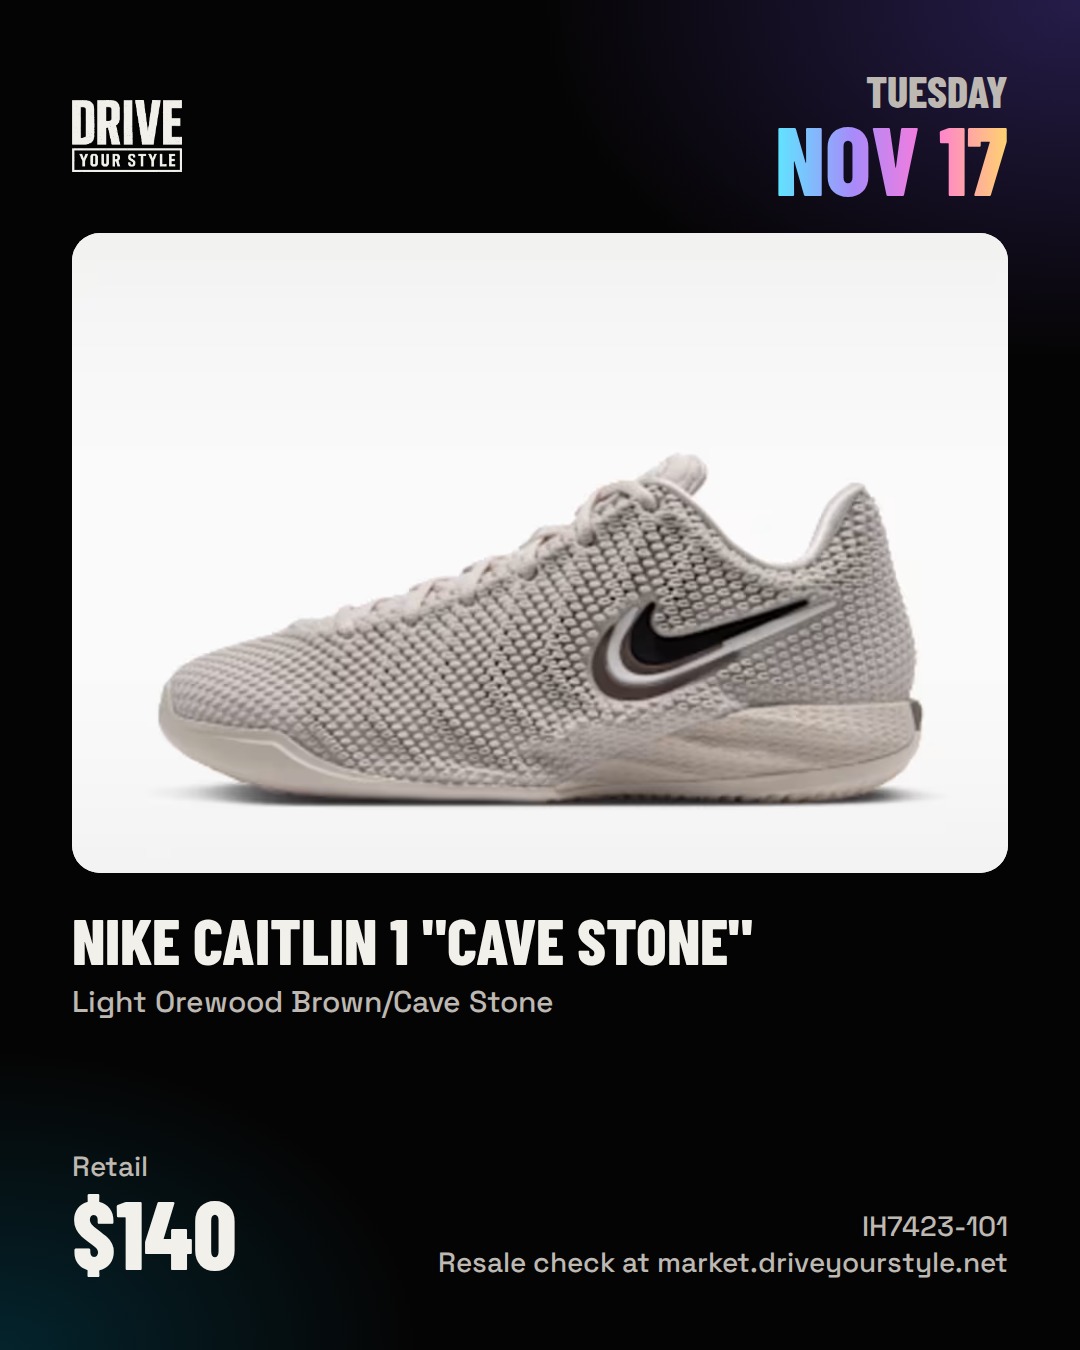 DRIVE
YOUR STYLE
TUESDAY
NOV 17
NIKE CAITLIN 1 "CAVE STONE"
Light Orewood Brown/Cave Stone
Retail
$140
IH7423-101
Resale check at market.driveyourstyle.net